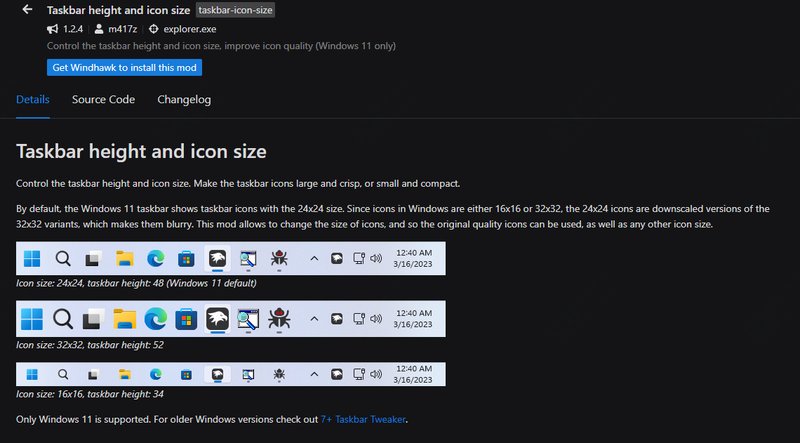 Taskbar height and icon size taskbar-icon-size
1.2.4 m417z explorer.exe
Control the taskbar height and icon size, improve icon quality (Windows 11 only)
Get Windhawk to install this mod
Details Source Code Changelog
Taskbar height and icon size
Control the taskbar height and icon size. Make the taskbar icons large and crisp, or small and compact.
By default, the Windows 11 taskbar shows taskbar icons with the 24x24 size. Since icons in Windows are either 16x16 or 32x32, the 24x24 icons are downscaled versions of the
32x32 variants, which makes them blurry. This mod allows to change the size of icons, and so the original quality icons can be used, as well as any other icon size.
12:40 AM
3/16/2023
Icon size: 24x24, taskbar height: 48 (Windows 11 default)
12:40 AM
3/16/2023
Icon size: 32x32, taskbar height: 52
12:40 AM
3/16/2023
Icon size: 16x16, taskbar height: 34
Only Windows 11 is supported. For older Windows versions check out 7+ Taskbar Tweaker.